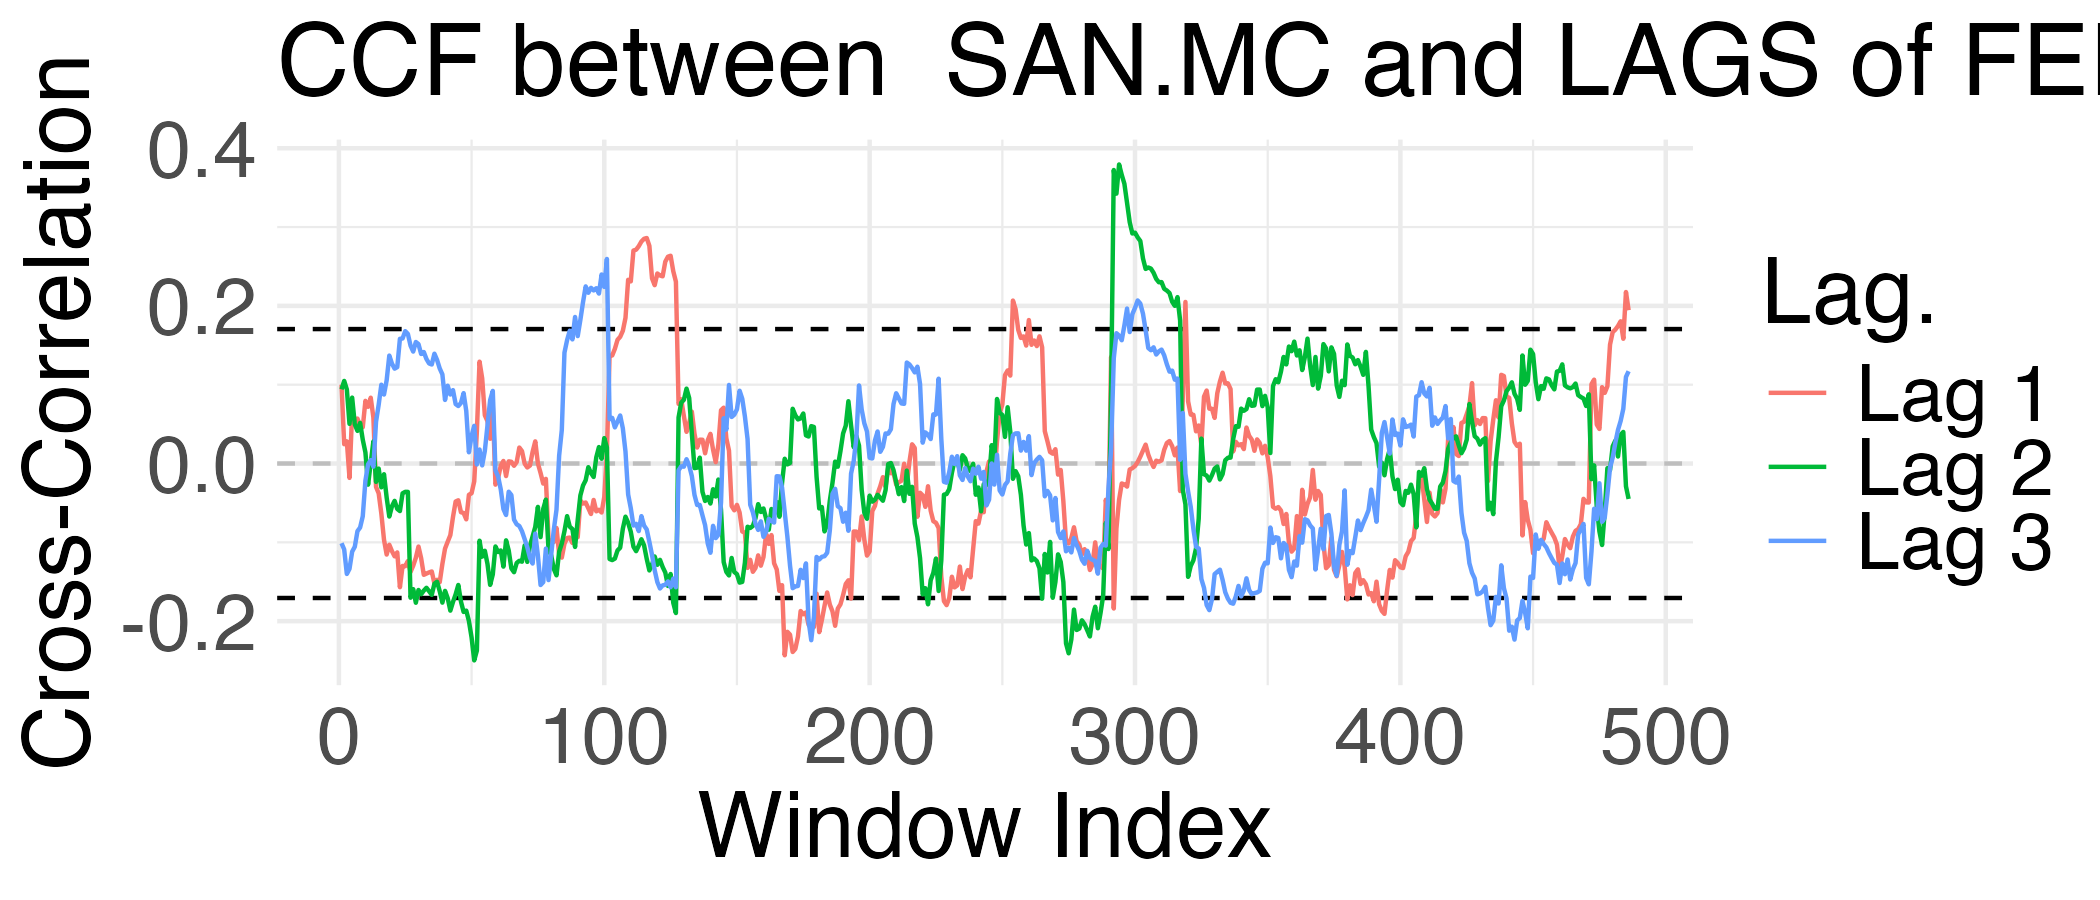 CCF between SAN.MC and LAGS of
Cross-Correlation
0.4
0.2
0.0
-0.2
0
100
200
300
400
500
Window Index
Lag.
Lag 1
Lag 2
Lag 3